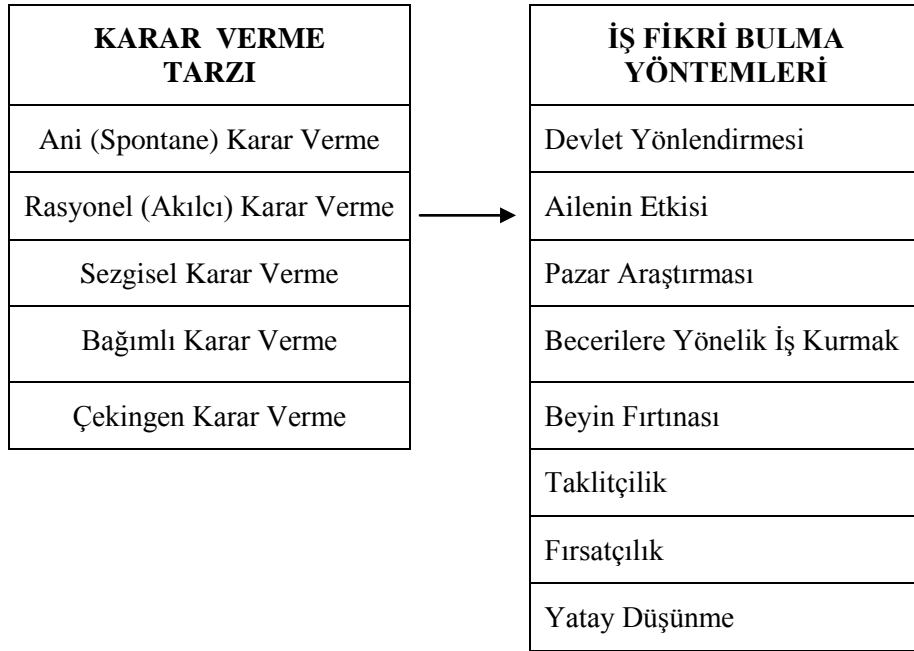 KARAR VERME
TARZI
Ani (Spontane) Karar Verme
Rasyonel (Akılcı) Karar Verme
Sezgisel Karar Verme
Bağımlı Karar Verme
Çekingen Karar Verme
İŞ FİKRİ BULMA
YÖNTEMLERİ
Devlet Yönlendirmesi
Ailenin Etkisi
Pazar Araştırması
Becerilere Yönelik İş Kurmak
Beyin Fırtınası
Taklitçilik
Fırsatçılık
Yatay Düşünme